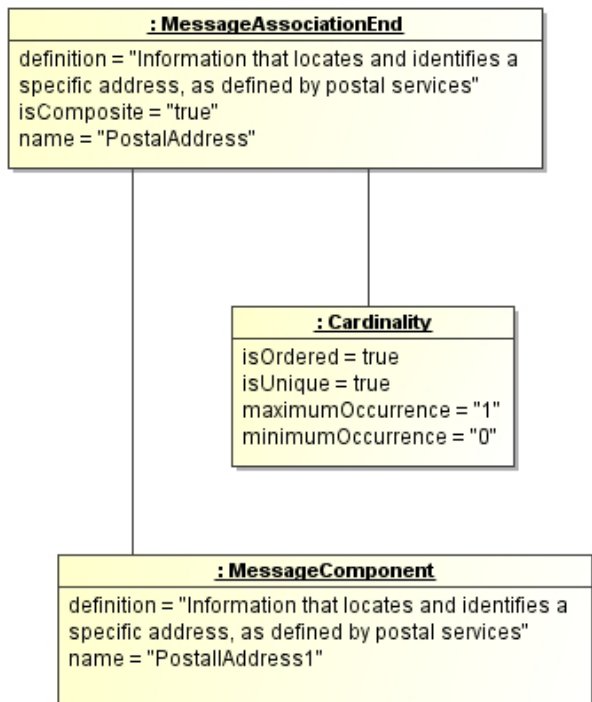 : MessageAssociationEnd
definition = "Information that locates and identifies a
specific address, as defined by postal services"
isComposite = "true"
name = "PostalAddress"
: Cardinality
isOrdered = true
isUnique = true
maximumOccurrence = "1"
minimumOccurrence = "0"
: MessageComponent
definition = "Information that locates and identifies a
specific address, as defined by postal services"
name = "PostallAddress1"